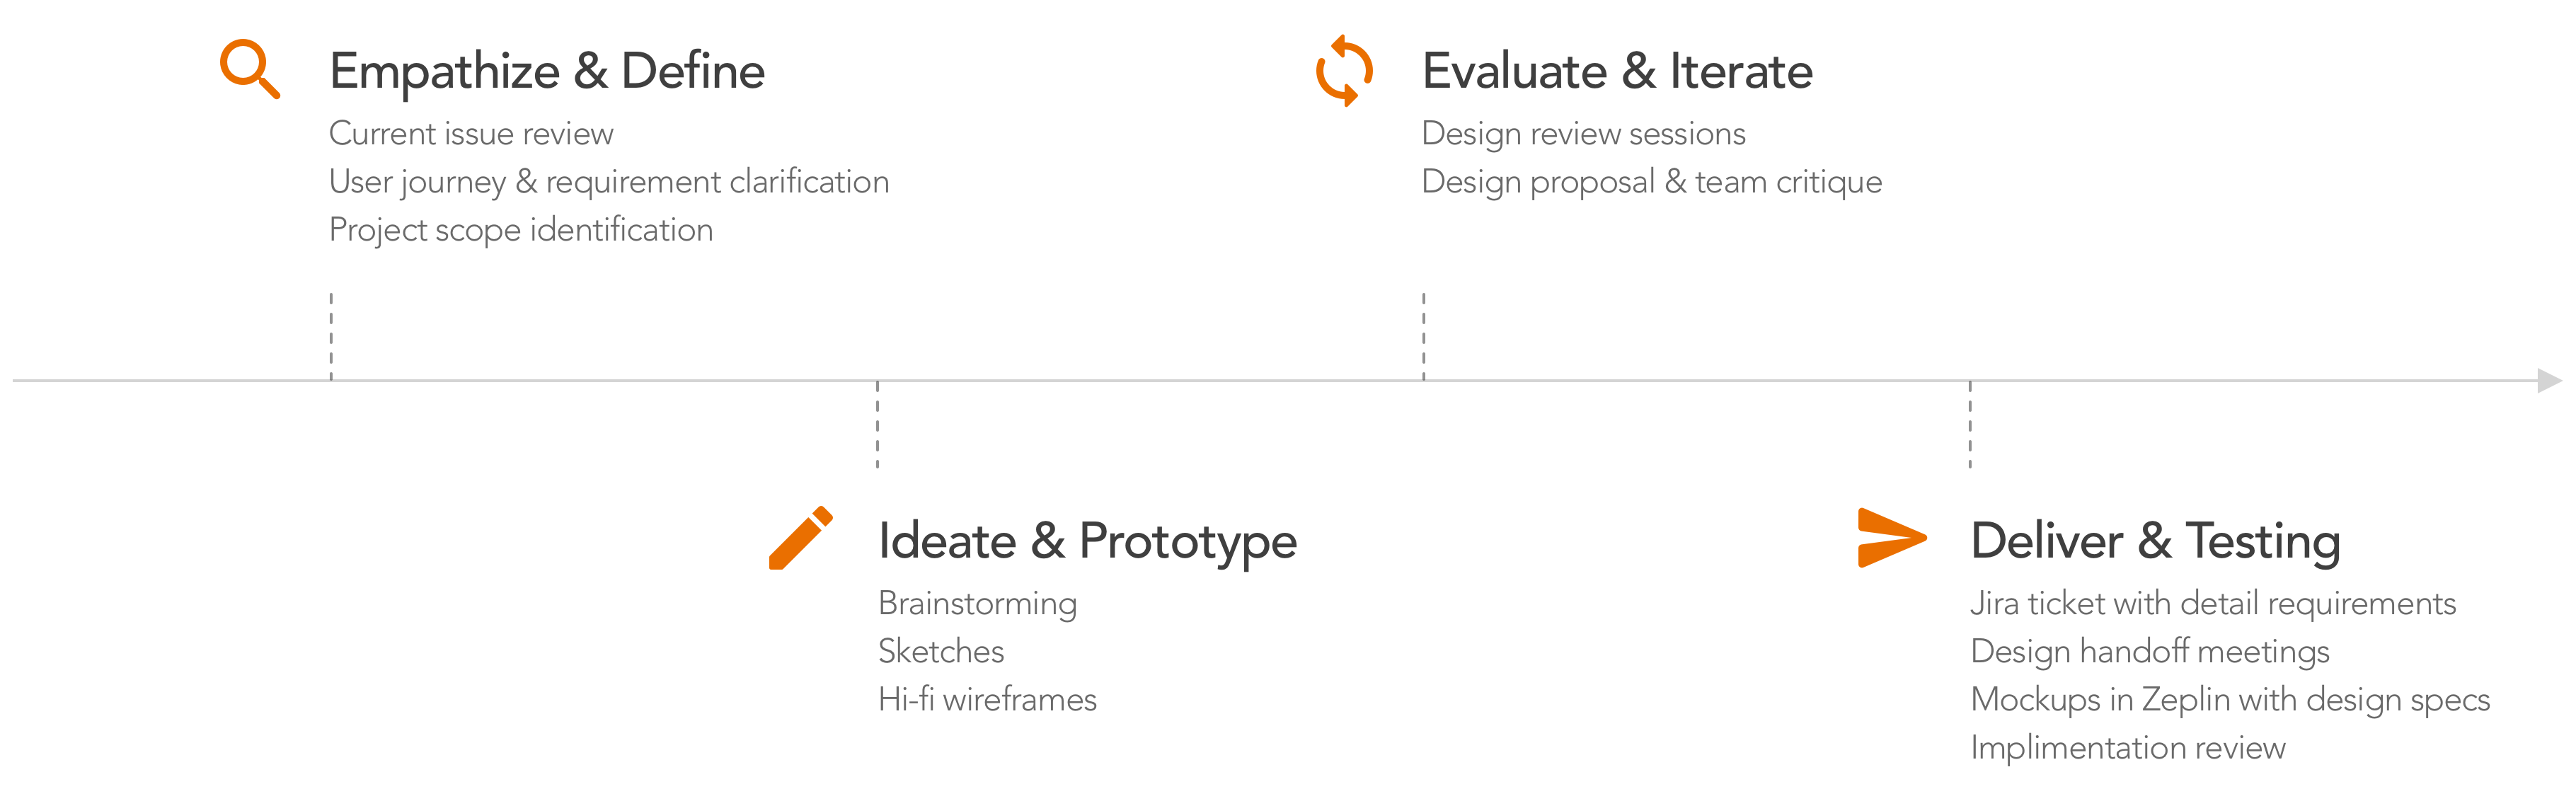 Empathize & Define
Current issue review
User journey & requirement clarification
Project scope identification
Ideate & Prototype
Brainstorming
Sketches
Hi-fi wireframes
Evaluate & Iterate
Design review sessions
Design proposal & team critique
Deliver & Testing
Jira ticket with detail requirements
Design handoff meetings
Mockups in Zeplin with design specs
Implimentation review